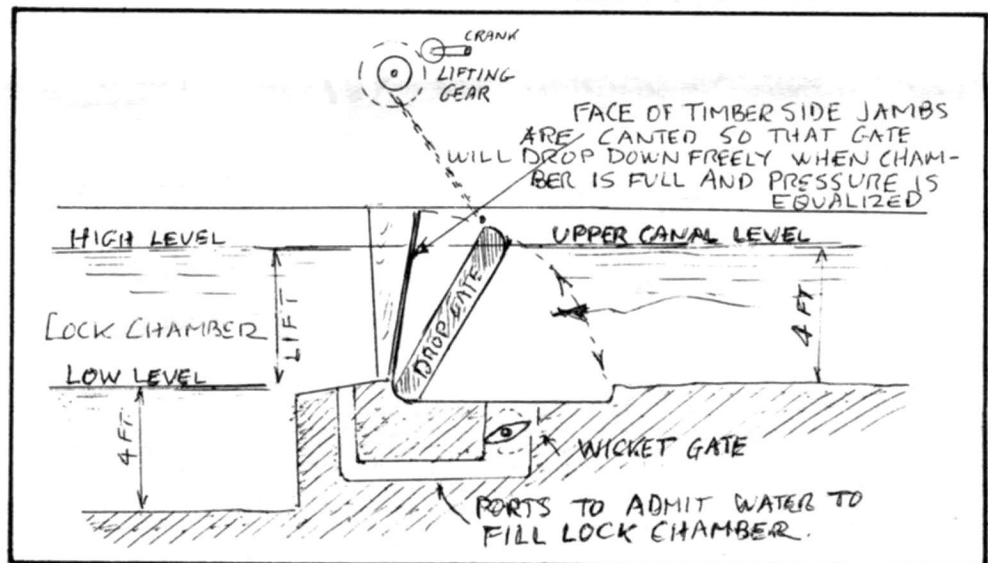 CRANK
LIFTING
GEAR
FACE OF TIMBER SIDE JAMBS
ARE CANTED SO THAT GATE
WILL DROP DOWN FREELY WHEN CHAM-
BER IS FULL AND PRESSURE IS
EQUALIZED
HIGH LEVEL
UPPER CANAL LEVEL
LIFT
DROP GATE
4 FT
LOCK CHAMBER
LOW LEVEL
4 FT
WICKET GATE
PORTS TO ADMIT WATER TO
FILL LOCK CHAMBER.